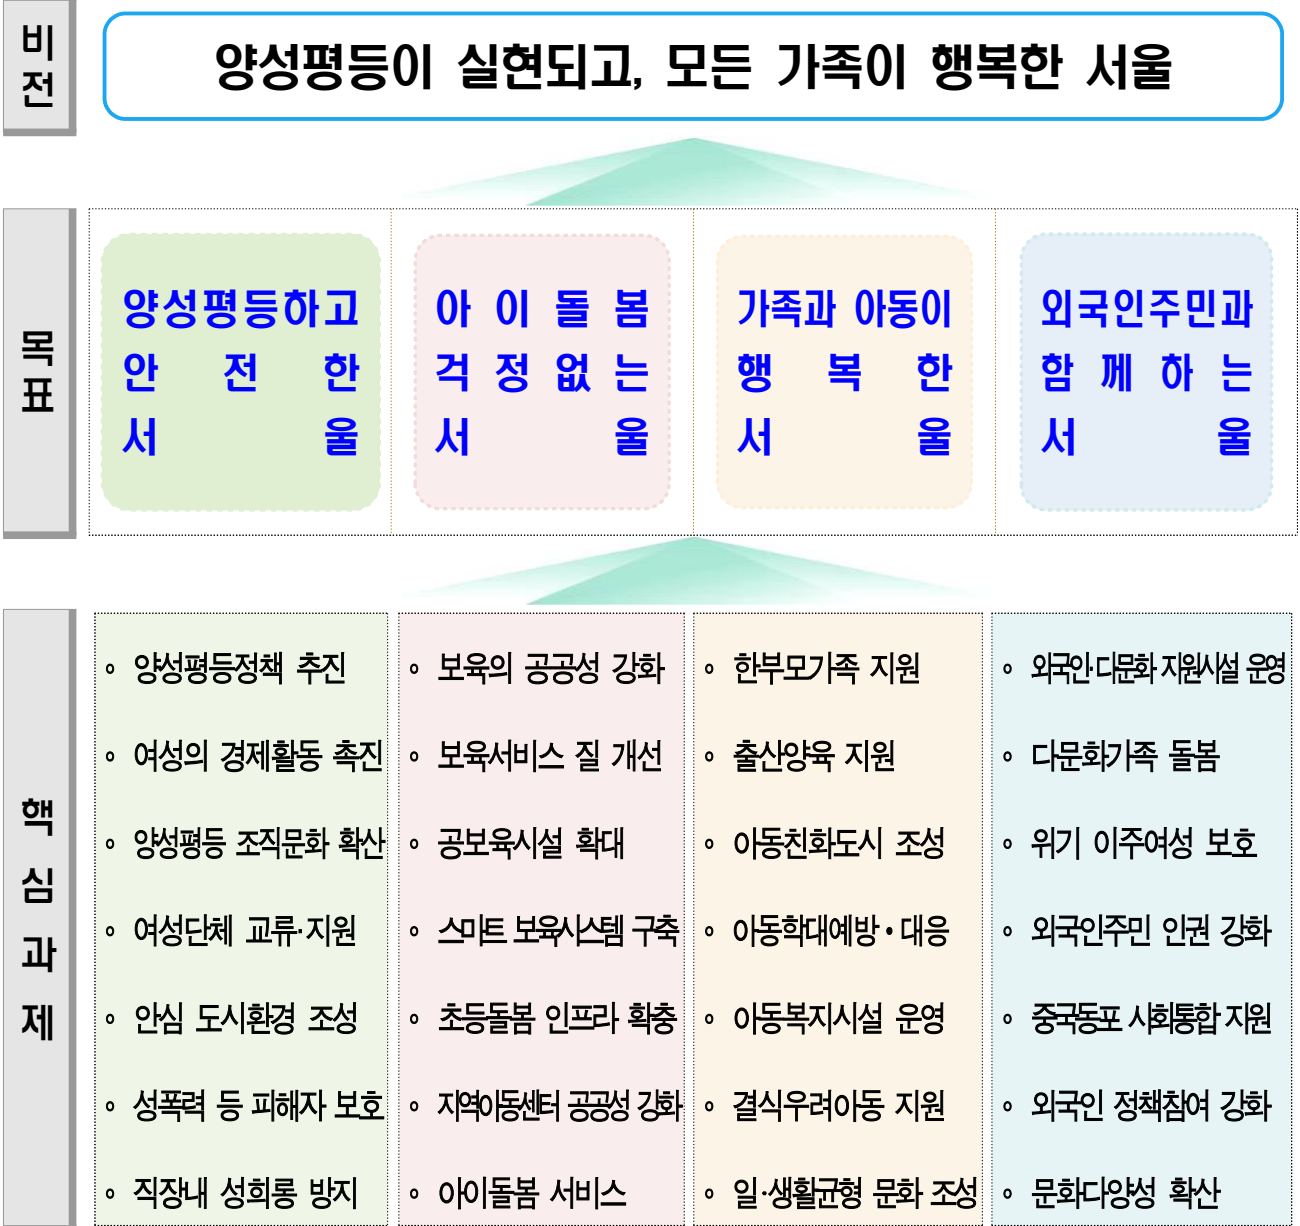 비전
양성평등이 실현되고, 모든 가족이 행복한 서울
목표
양성평등하고
안전한
서울
아이돌봄
걱정없는
서울
가족과 아동이
행복한
서울
외국인주민과
함께하는
서울
핵심과제
◦ 양성평등정책 추진
◦ 여성의 경제활동 촉진
◦ 양성평등 조직문화 확산
◦ 여성단체 교류·지원
◦ 안심 도시환경 조성
◦ 성폭력 등 피해자 보호
◦ 직장내 성희롱 방지
◦ 보육의 공공성 강화
◦ 보육서비스 질 개선
◦ 공보육시설 확대
◦ 스마트 보육시스템 구축
◦ 초등돌봄 인프라 확충
◦ 지역아동센터 공공성 강화
◦ 아이돌봄 서비스
◦ 한부모가족 지원
◦ 출산양육 지원
◦ 아동친화도시 조성
◦ 아동학대예방·대응
◦ 아동복지시설 운영
◦ 결식우려아동 지원
◦ 일·생활균형 문화 조성
◦ 외국인·다문화 지원시설 운영
◦ 다문화가족 돌봄
◦ 위기 이주여성 보호
◦ 외국인주민 인권 강화
◦ 중국동포 사회통합 지원
◦ 외국인 정책참여 강화
◦ 문화다양성 확산